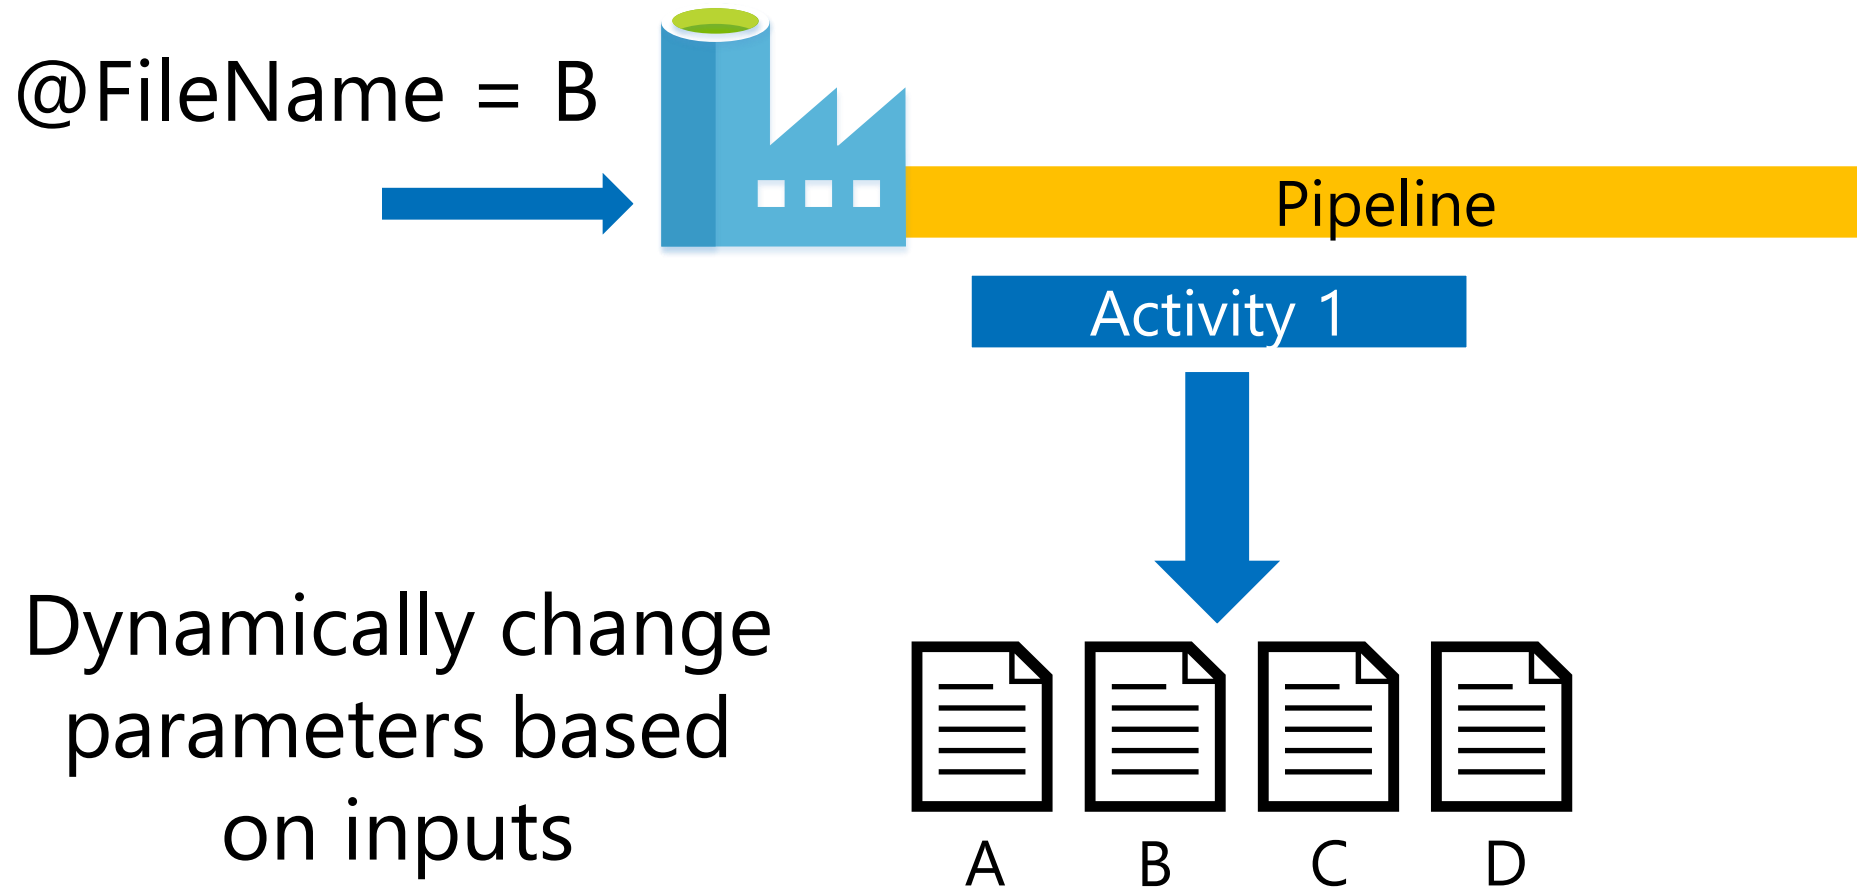 @FileName = B
Pipeline
Activity 1
Dynamically change
parameters based
on inputs
A
B
C
D